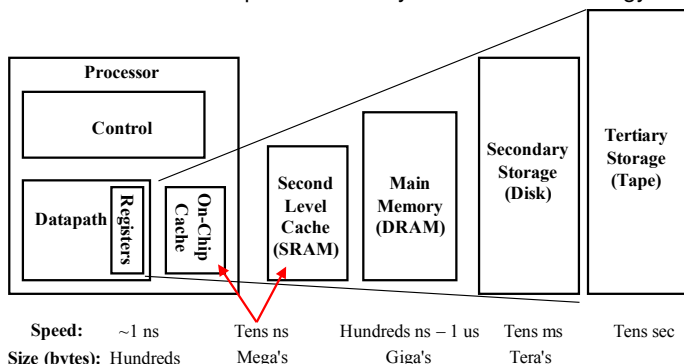 Processor
Control
Datapath
Registers
On-Chip
Cache
Second
Level
Cache
(SRAM)
Main
Memory
(DRAM)
Secondary
Storage
(Disk)
Tertiary
Storage
(Tape)
Speed: ~1 ns Tens ns Hundreds ns – 1 us Tens ms Tens sec
Size (bytes): Hundreds Mega's Giga's Tera's